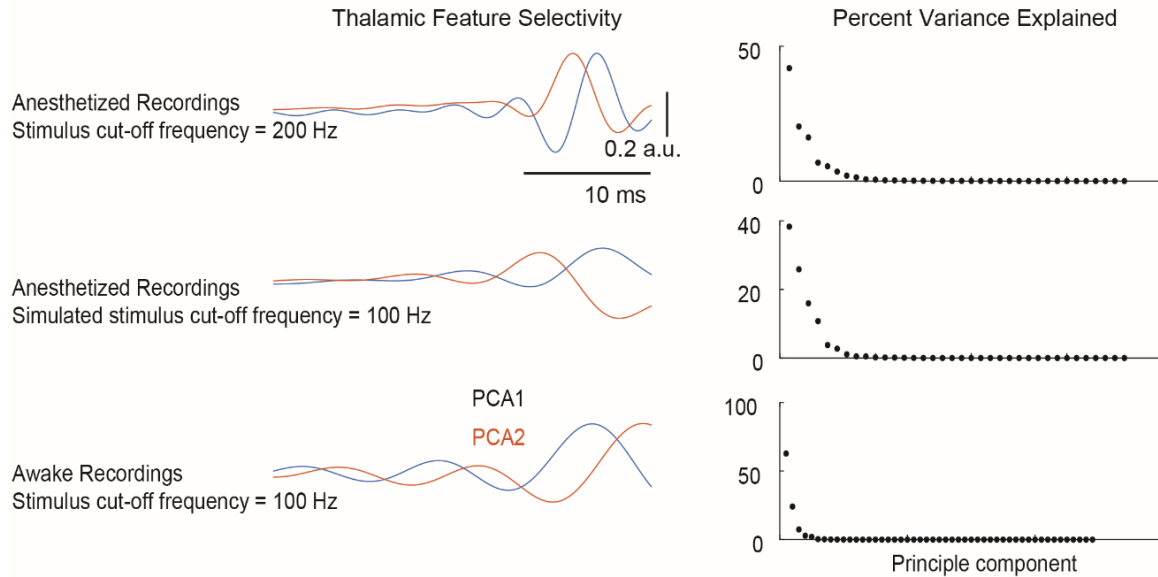 Thalamic Feature Selectivity
Percent Variance Explained
Anesthetized Recordings
Stimulus cut-off frequency = 200 Hz
0.2 a.u.
10 ms
50
0
Anesthetized Recordings
Simulated stimulus cut-off frequency = 100 Hz
40
20
0
PCA1
PCA2
Awake Recordings
Stimulus cut-off frequency = 100 Hz
100
50
0
Principle component